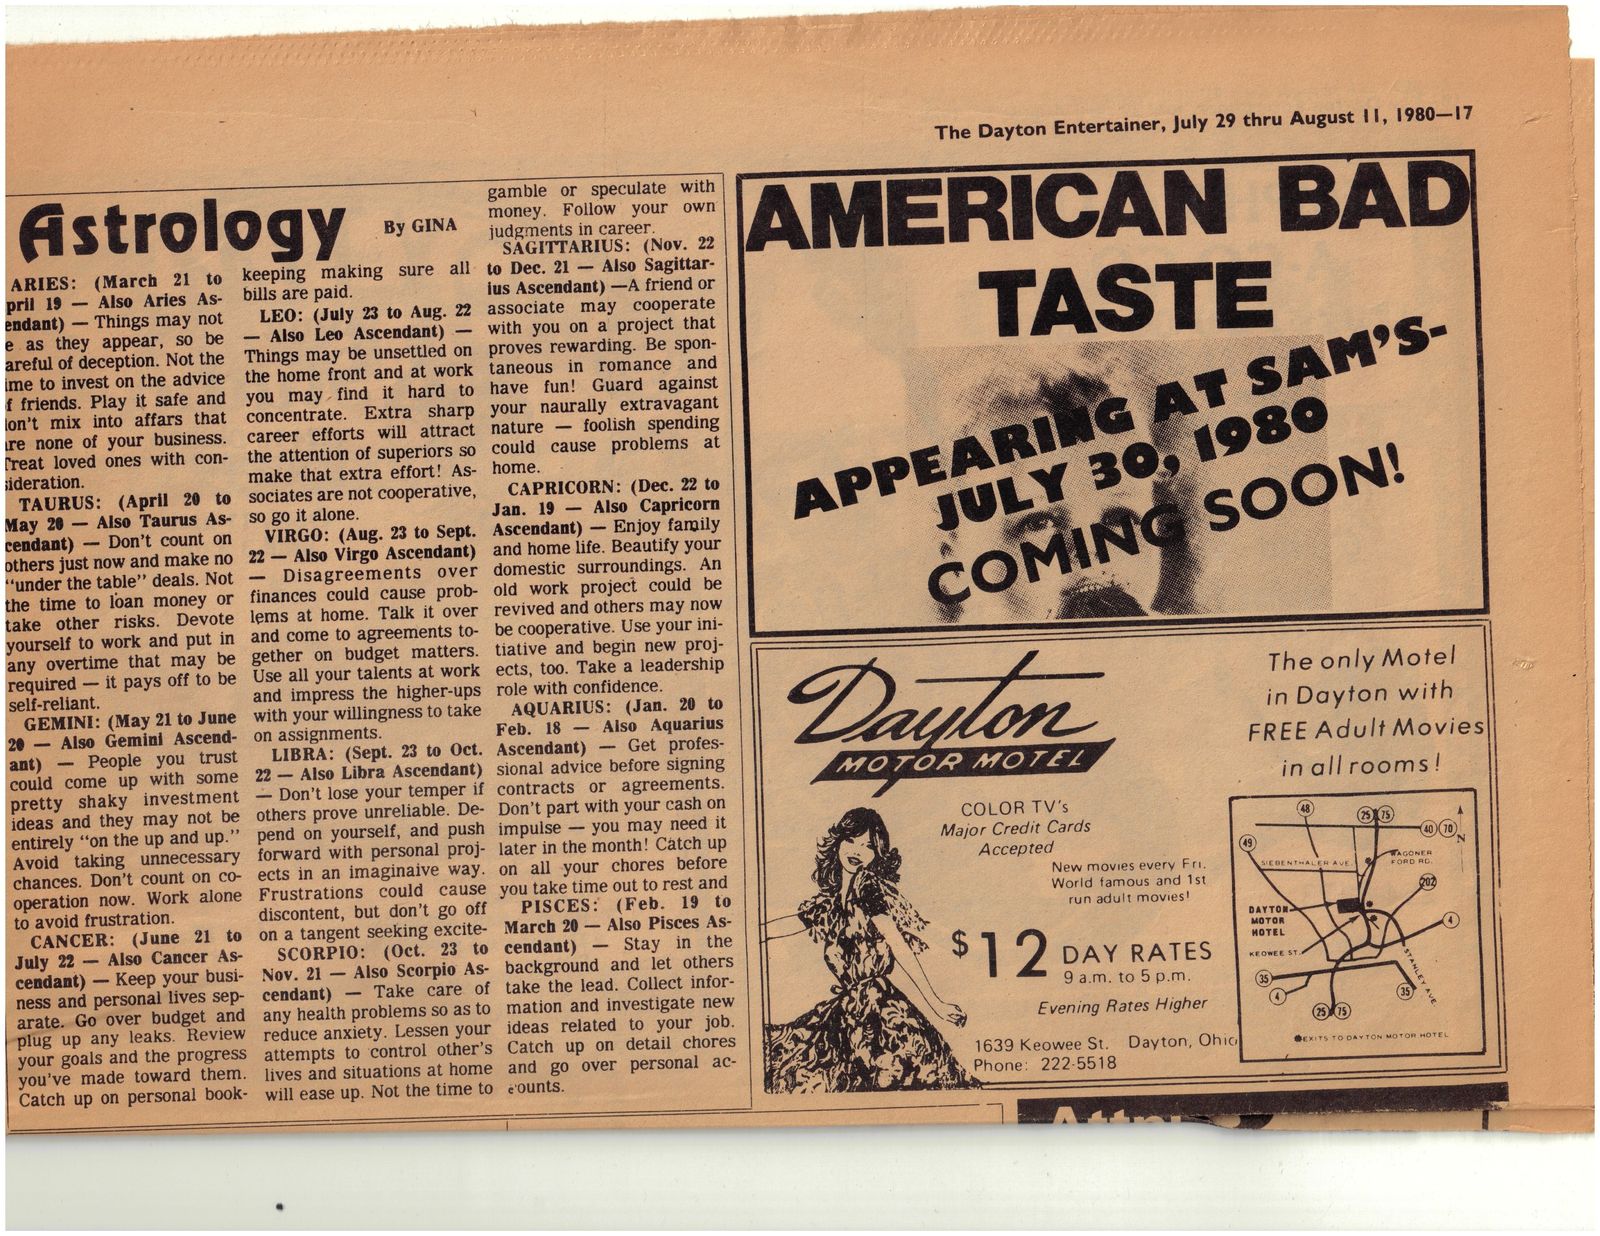 The Dayton Entertainer, July 29 thru August 11, 1980—17
Astrology
By GINA
ARIES: (March 21 to
pril 19 — Also Aries As-
endant) — Things may not
e as they appear, so be
areful of deception. Not the
ime to invest on the advice
f friends. Play it safe and
on't mix into affars that
re none of your business.
Treat loved ones with con-
sideration.
TAURUS: (April 20 to
May 20 — Also Taurus As-
cendant) — Don't count on
others just now and make no
"under the table" deals. Not
the time to loan money or
take other risks. Devote
yourself to work and put in
any overtime that may be
required — it pays off to be
self-reliant.
GEMINI: (May 21 to June
20 — Also Gemini Ascend-
ant) — People you trust
could come up with some
pretty shaky investment
ideas and they may not be
entirely "on the up and up."
Avoid taking unnecessary
chances. Don't count on co-
operation now. Work alone
to avoid frustration.
CANCER: (June 21 to
July 22 — Also Cancer As-
cendant) — Keep your busi-
ness and personal lives sep-
arate. Go over budget and
plug up any leaks. Review
your goals and the progress
you've made toward them.
Catch up on personal book-
keeping making sure all
bills are paid.
LEO: (July 23 to Aug. 22
— Also Leo Ascendant) —
Things may be unsettled on
the home front and at work
you may find it hard to
concentrate. Extra sharp
career efforts will attract
the attention of superiors so
make that extra effort! As-
sociates are not cooperative,
so go it alone.
VIRGO: (Aug. 23 to Sept.
22 — Also Virgo Ascendant)
— Disagreements over
finances could cause prob-
lems at home. Talk it over
and come to agreements to-
gether on budget matters.
Use all your talents at work
and impress the higher-ups
with your willingness to take
on assignments.
LIBRA: (Sept. 23 to Oct.
22 — Also Libra Ascendant)
— Don't lose your temper if
others prove unreliable. De-
pend on yourself, and push
forward with personal proj-
ects in an imaginaive way.
Frustrations could cause
discontent, but don't go off
on a tangent seeking excite-
SCORPIO: (Oct. 23 to
Nov. 21 — Also Scorpio As-
cendant) — Take care of
any health problems so as to
reduce anxiety. Lessen your
attempts to control other's
lives and situations at home
will ease up. Not the time to
gamble or speculate with
money. Follow your own
judgments in career.
SAGITTARIUS: (Nov. 22
to Dec. 21 — Also Sagittar-
ius Ascendant) —A friend or
associate may cooperate
with you on a project that
proves rewarding. Be spon-
taneous in romance and
have fun! Guard against
your naurally extravagant
nature — foolish spending
could cause problems at
home.
CAPRICORN: (Dec. 22 to
Jan. 19 — Also Capricorn
Ascendant) — Enjoy family
and home life. Beautify your
domestic surroundings. An
old work project could be
revived and others may now
be cooperative. Use your ini-
tiative and begin new proj-
ects, too. Take a leadership
role with confidence.
AQUARIUS: (Jan. 20 to
Feb. 18 — Also Aquarius
Ascendant) — Get profes-
sional advice before signing
contracts or agreements.
Don't part with your cash on
impulse — you may need it
later in the month! Catch up
on all your chores before
you take time out to rest and
PISCES: (Feb. 19 to
March 20 — Also Pisces As-
cendant) — Stay in the
background and let others
take the lead. Collect infor-
mation and investigate new
ideas related to your job.
Catch up on detail chores
and go over personal ac-
counts.
AMERICAN BAD
TASTE
APPEARING AT SAM'S-
JULY 30, 1980
COMING SOON!
Dayton
MOTOR MOTEL
The only Motel
in Dayton with
FREE Adult Movies
in all rooms!
COLOR TV's
Major Credit Cards
Accepted
New movies every Fri.
World famous and 1st
run adult movies!
$12 DAY RATES
9 a.m. to 5 p.m.
Evening Rates Higher
1639 Keowee St. Dayton, Ohio
Phone: 222-5518
48
25 75
40 70
N
49
SIEBENTHALER AVE.
WAGONER
FORD RD.
202
DAYTON
MOTOR
HOTEL
4
KEOWEE ST.
STANLEY AVE.
35
4
35
25 75
EXITS TO DAYTON MOTOR HOTEL